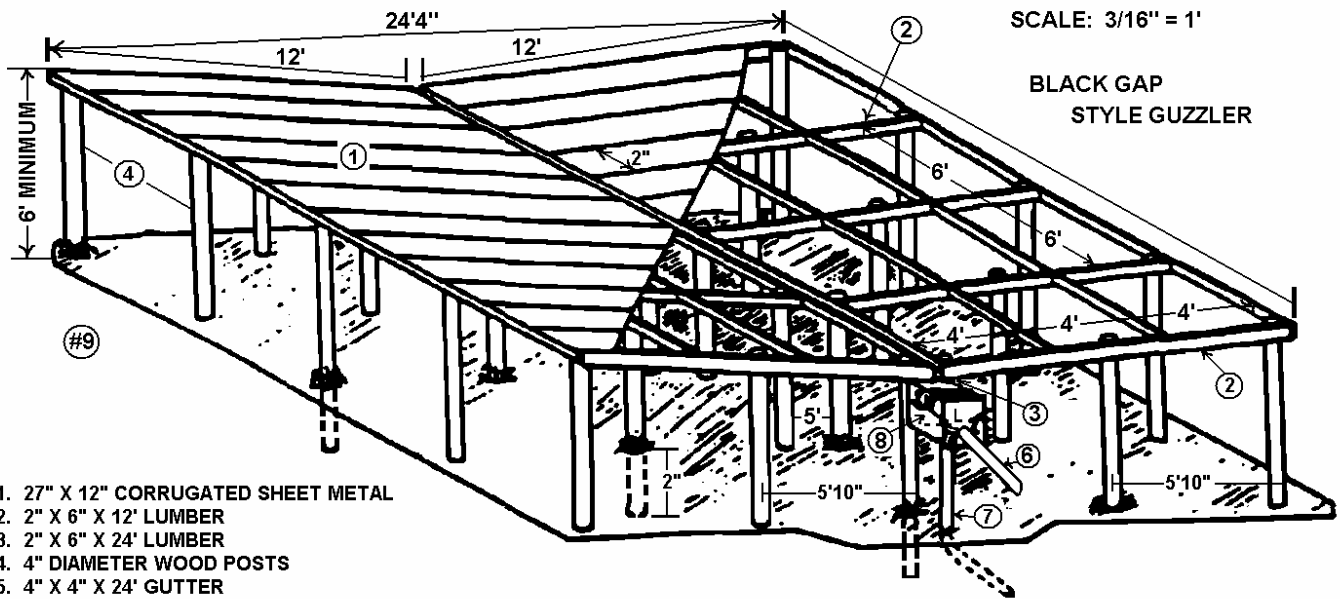 24'4"
SCALE: 3/16" = 1'
12'
12'
2
BLACK GAP
STYLE GUZZLER
6' MINIMUM
1
2"
4
6'
6'
#9
4'
4'
4'
2
3
L
8
5'
6
2"
5'10"
5'10"
7
1. 27" X 12" CORRUGATED SHEET METAL
2. 2" X 6" X 12' LUMBER
3. 2" X 6" X 24' LUMBER
4. 4" DIAMETER WOOD POSTS
5. 4" X 4" X 24' GUTTER